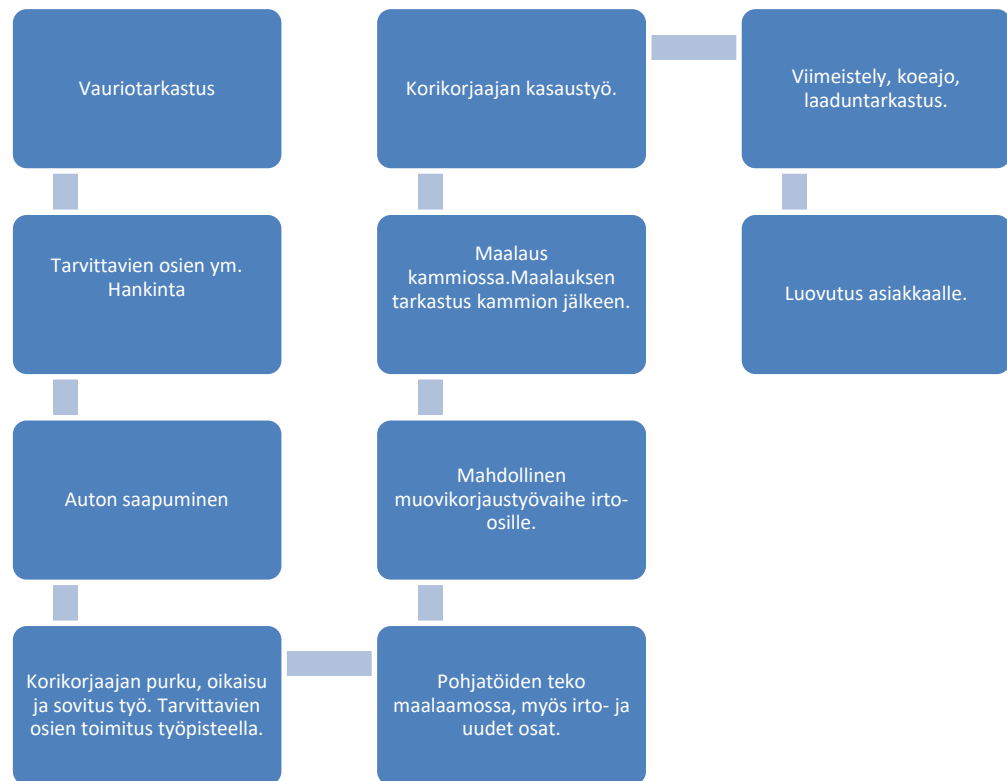 Vauriotarkastus
Tarvittavien osien ym.
Hankinta
Auton saapuminen
Korikorjaajan purku, oikaisu
ja sovitus työ. Tarvittavien
osien toimitus työpisteella.
Pohjatöiden teko
maalaamossa, myös irto- ja
uudet osat.
Mahdollinen
muovikorjaustyövaihe irto-
osille.
Maalaus
kammiossa.Maalauksen
tarkastus kammion jälkeen.
Korikorjaajan kasaustyö.
Viimeistely, koeajo,
laaduntarkastus.
Luovutus asiakkaalle.